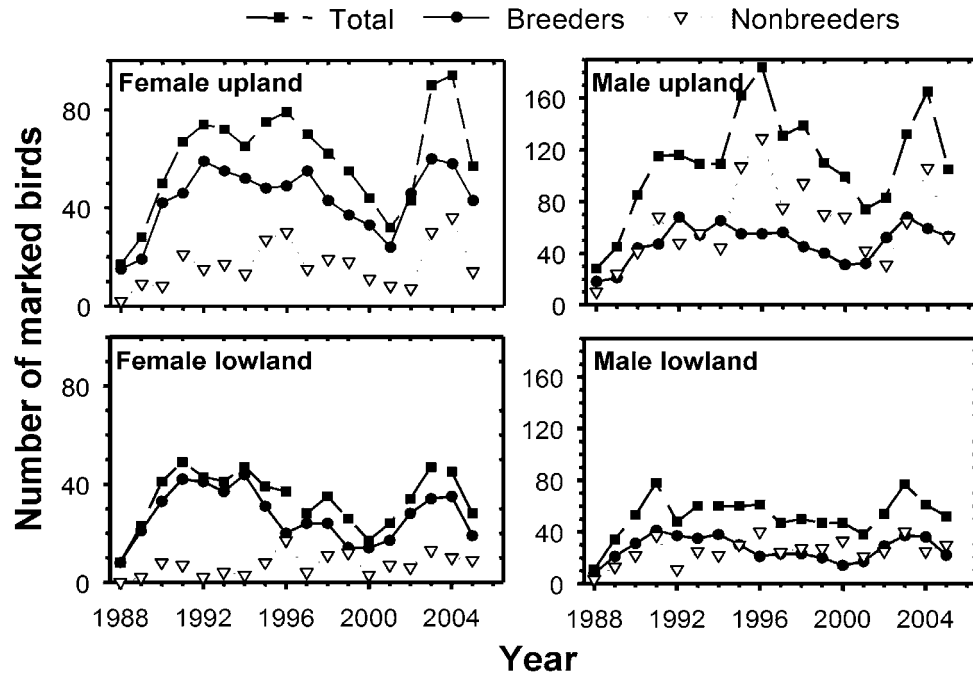 Total Breeders Nonbreeders
Number of marked birds
Female upland
80
40
0
Male upland
160
120
80
40
0
Female lowland
80
40
0
1988 1992 1996 2000 2004
Male lowland
160
120
80
40
0
1988 1992 1996 2000 2004
Year